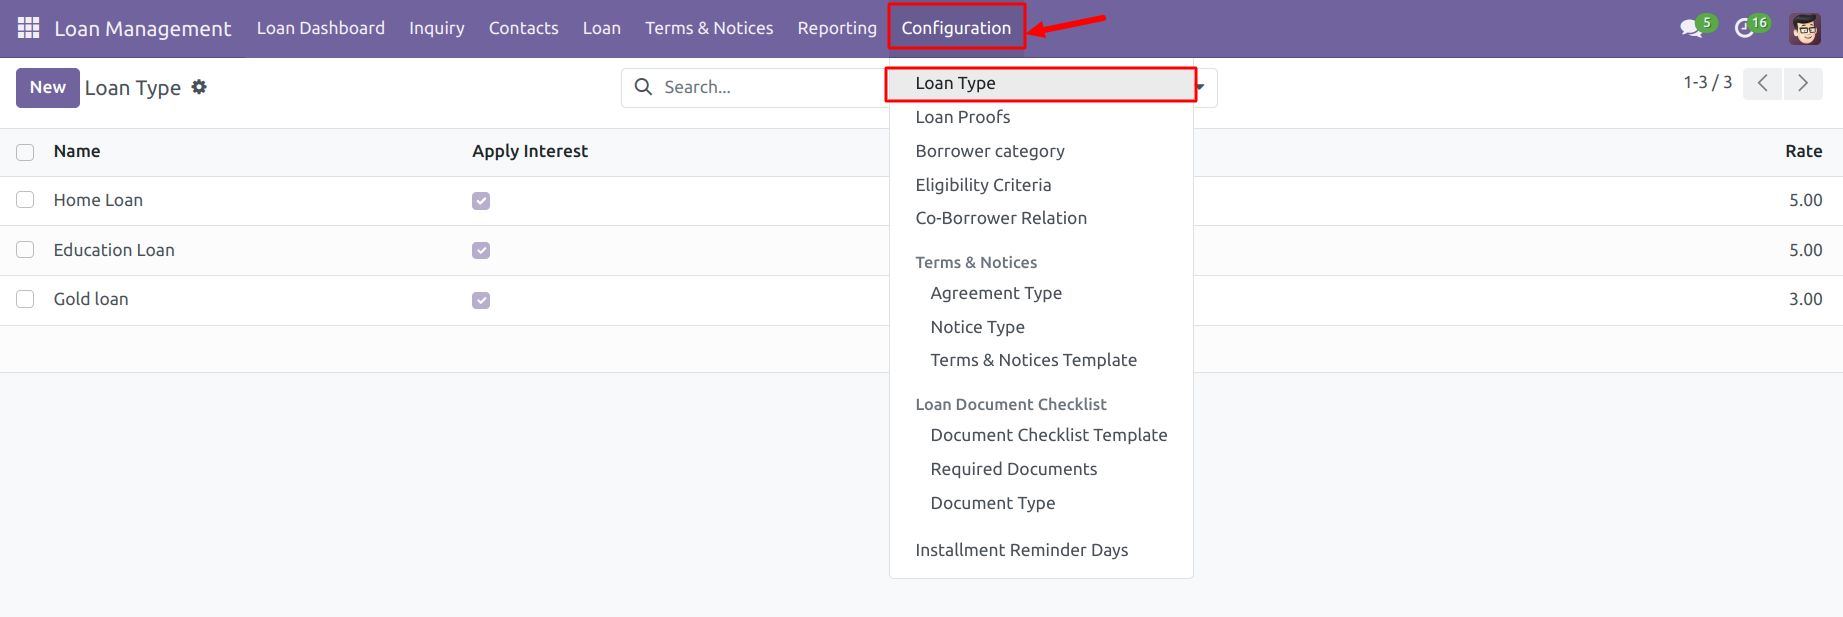 Loan Management Loan Dashboard Inquiry Contacts Loan Terms & Notices Reporting Configuration 5 16
New Loan Type Search... 1-3 / 3
Name Apply Interest Rate
Home Loan 5.00
Education Loan 5.00
Gold loan 3.00
Loan Type
Loan Proofs
Borrower category
Eligibility Criteria
Co-Borrower Relation
Terms & Notices
Agreement Type
Notice Type
Terms & Notices Template
Loan Document Checklist
Document Checklist Template
Required Documents
Document Type
Installment Reminder Days